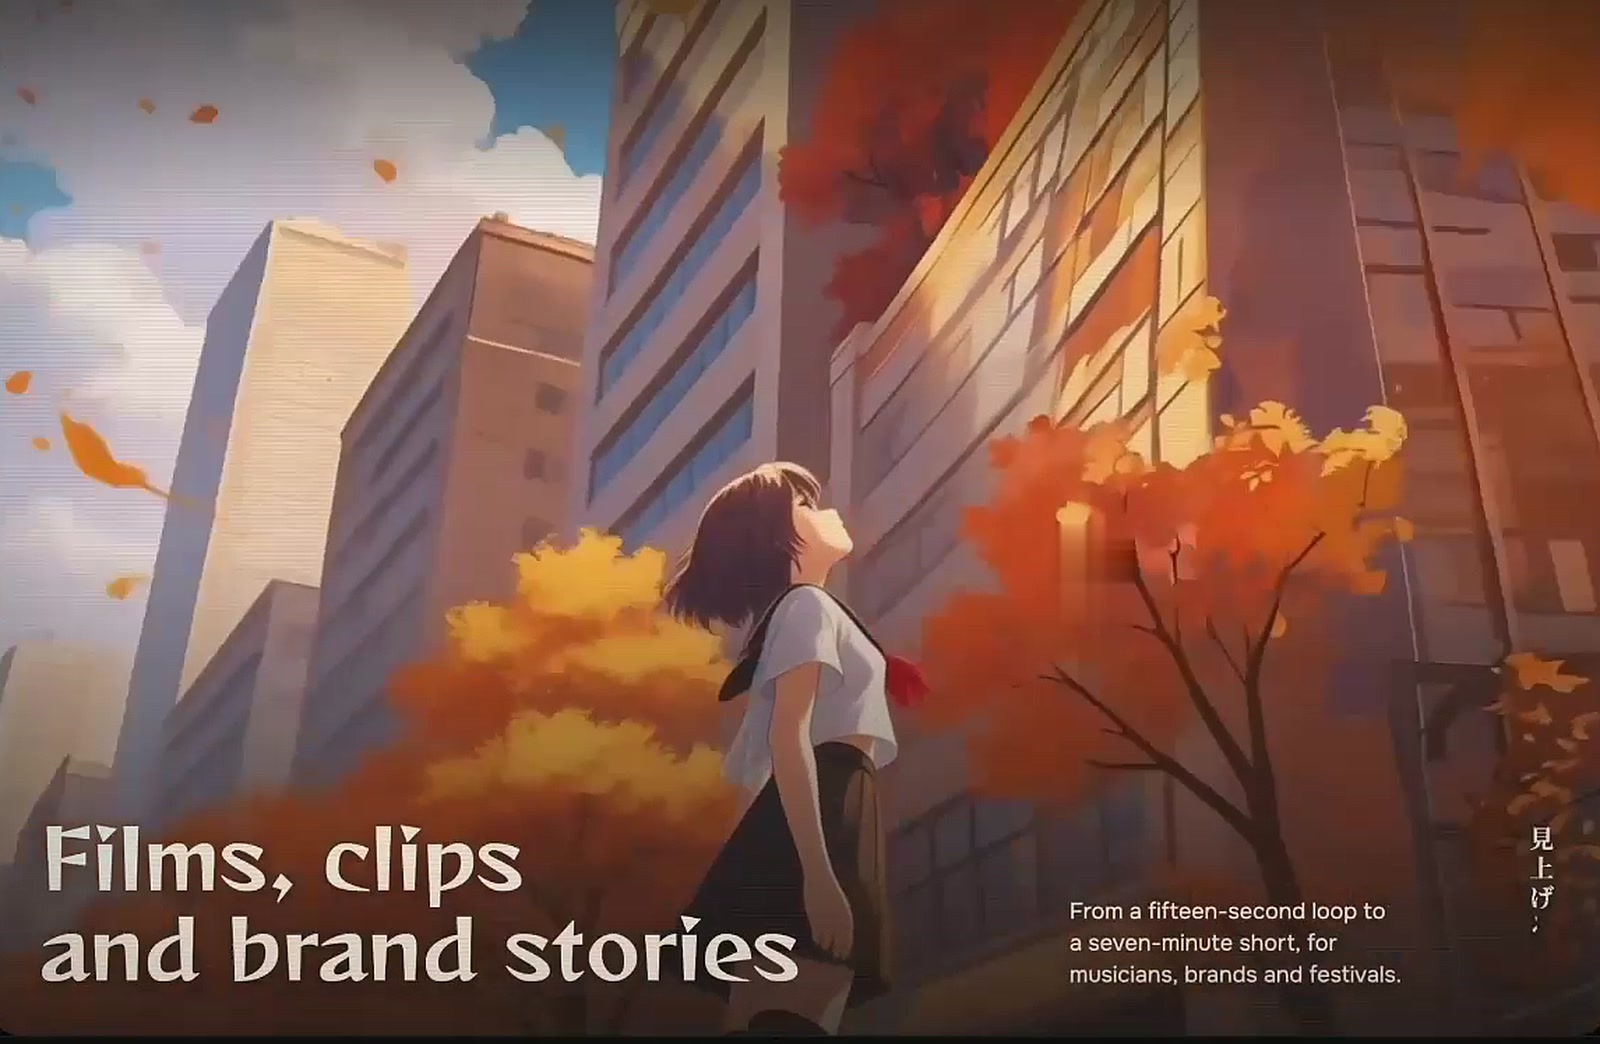 Films, clips
and brand stories
From a fifteen-second loop to
a seven-minute short, for
musicians, brands and festivals.
見上げ